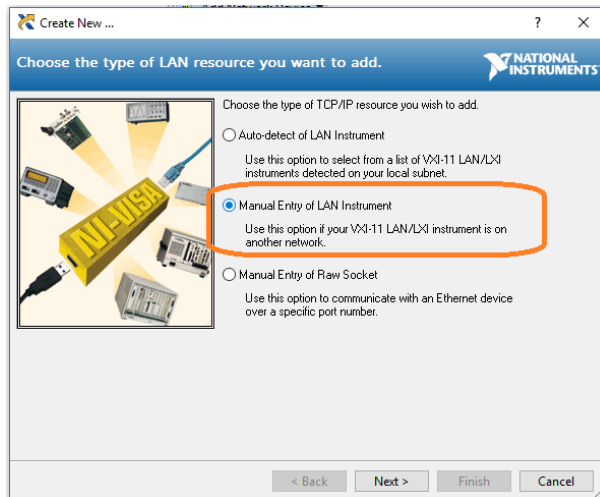 Create New ...
Choose the type of LAN resource you want to add.
NATIONAL
INSTRUMENTS
Choose the type of TCP/IP resource you wish to add.
Auto-detect of LAN Instrument
Use this option to select from a list of VXI-11 LAN/LXI
instruments detected on your local subnet.
Manual Entry of LAN Instrument
Use this option if your VXI-11 LAN/LXI instrument is on
another network.
Manual Entry of Raw Socket
Use this option to communicate with an Ethernet device
over a specific port number.
NI-VISA
< Back
Next >
Finish
Cancel